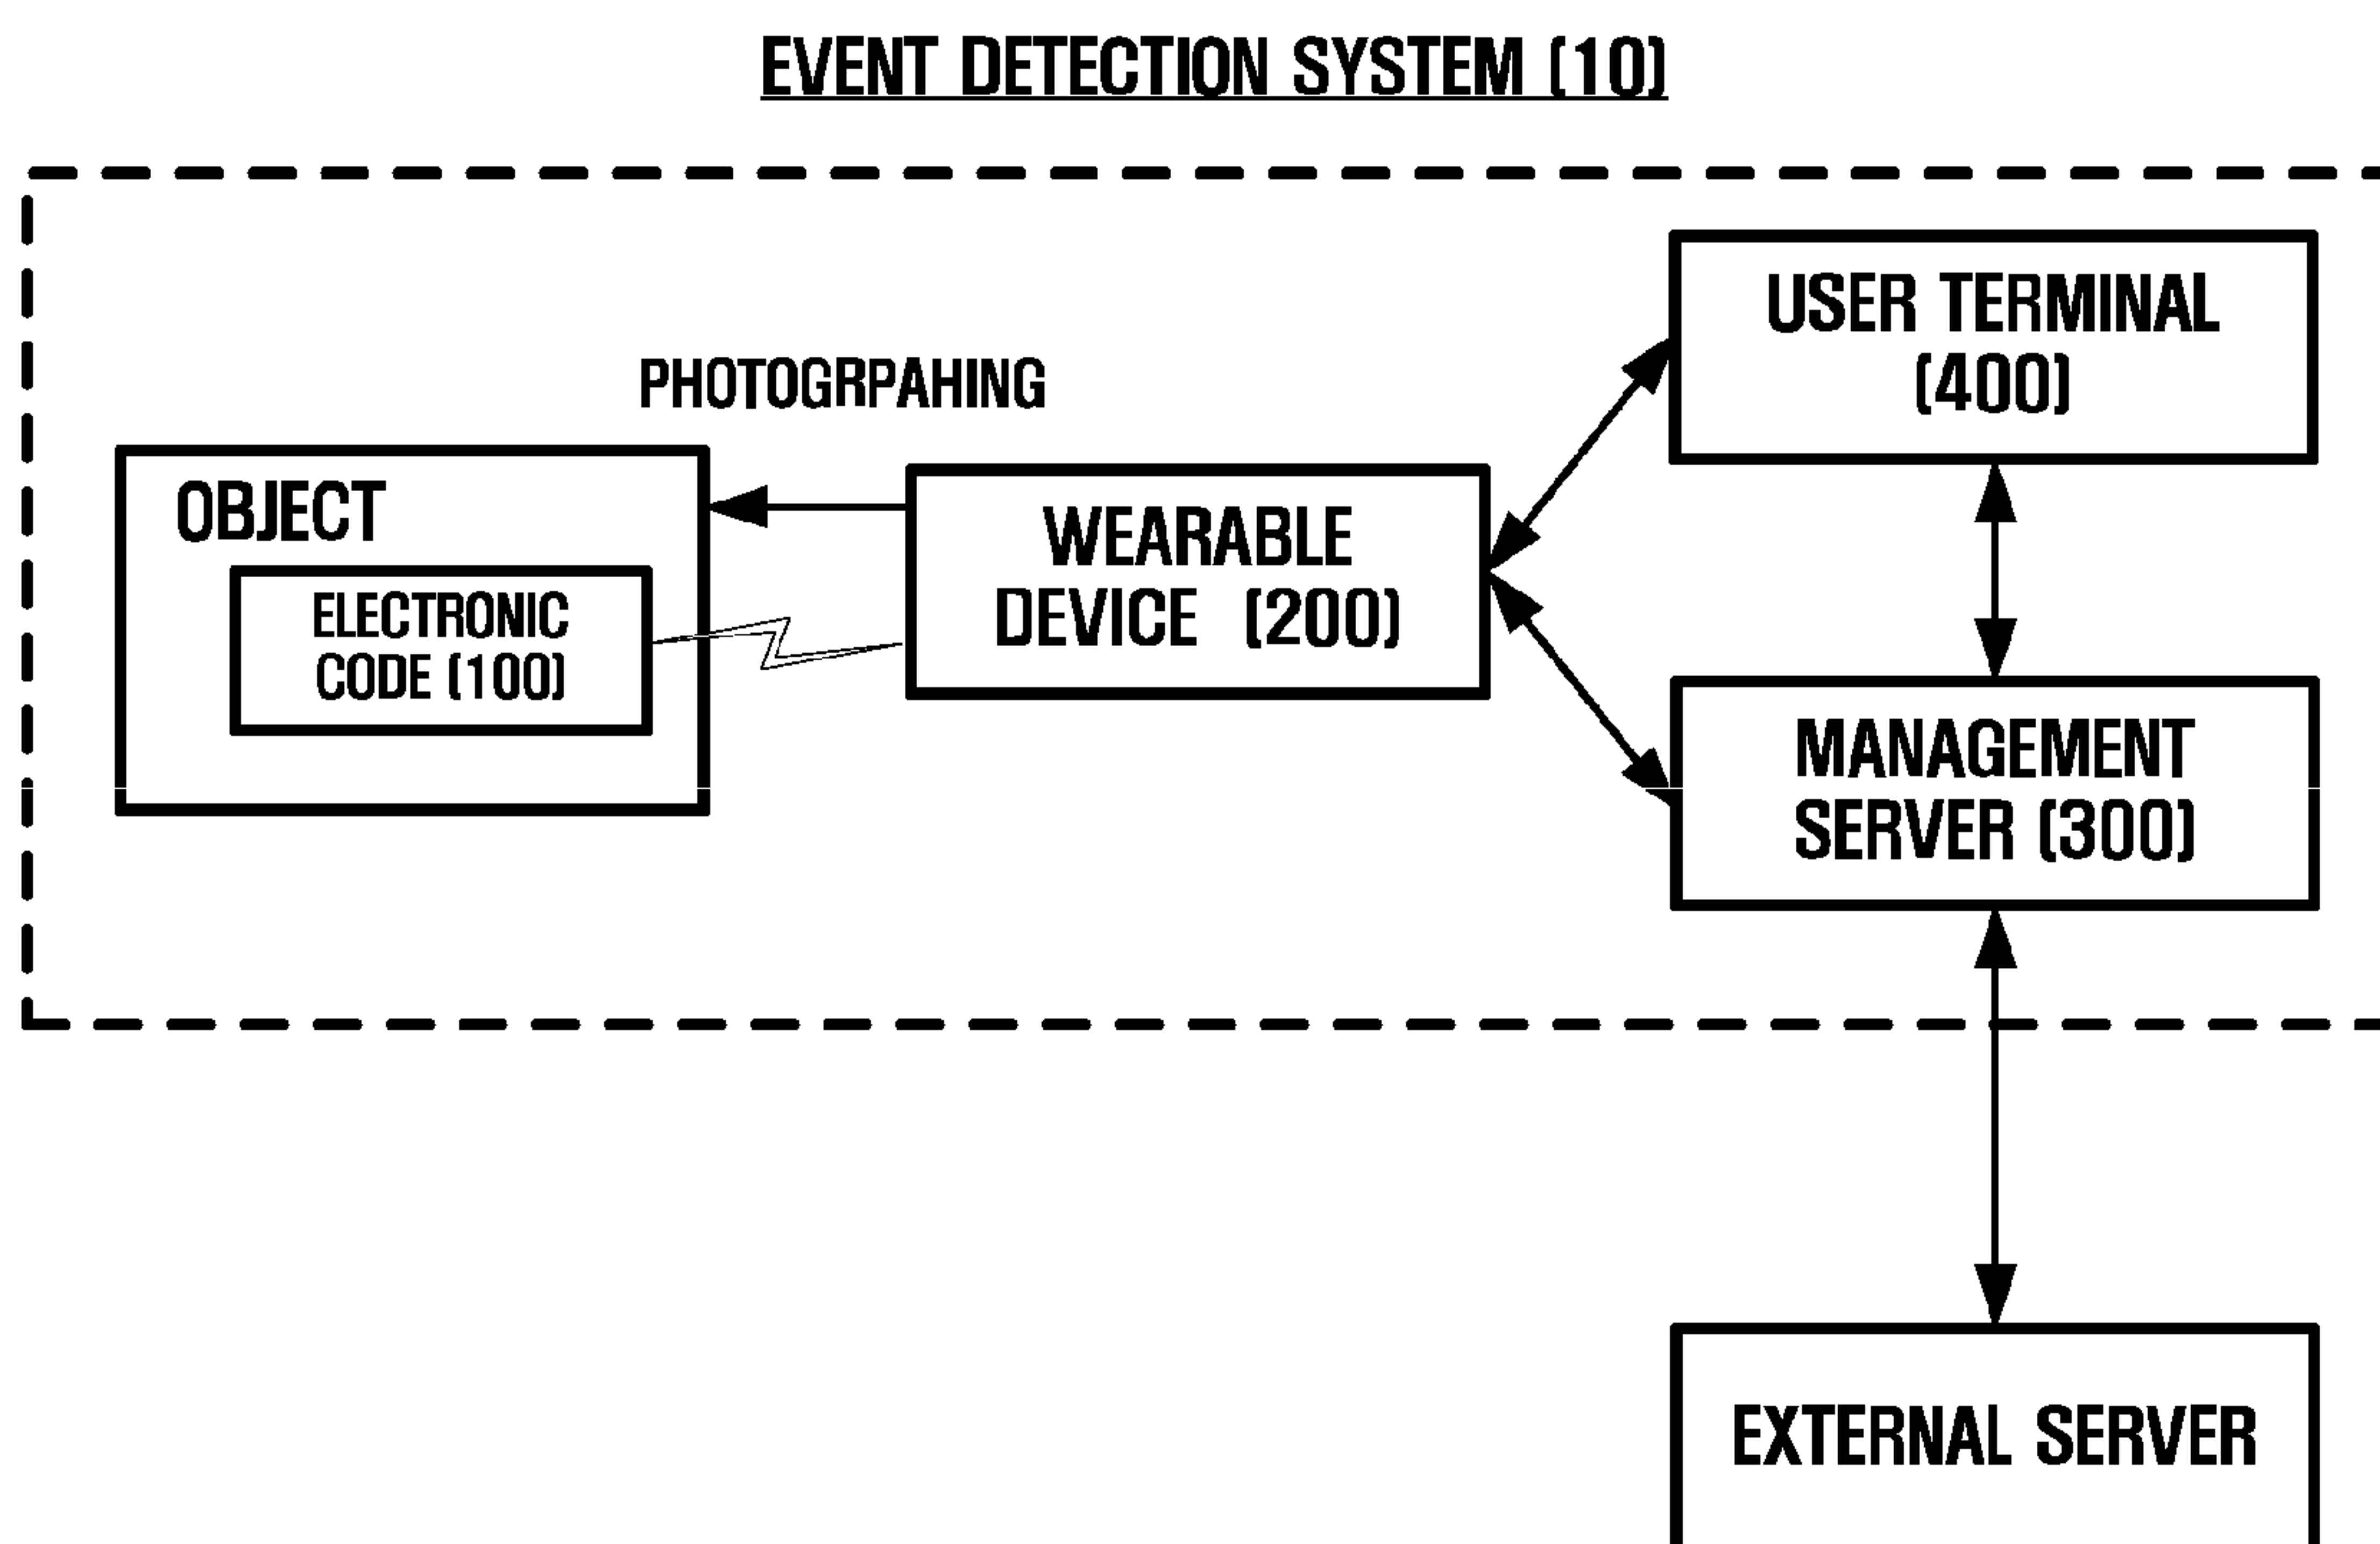 EVENT DETECTION SYSTEM (10)
USER TERMINAL
(400)
PHOTOGRPAHING
OBJECT
WEARABLE
DEVICE (200)
ELECTRONIC
CODE (100)
MANAGEMENT
SERVER (300)
EXTERNAL SERVER